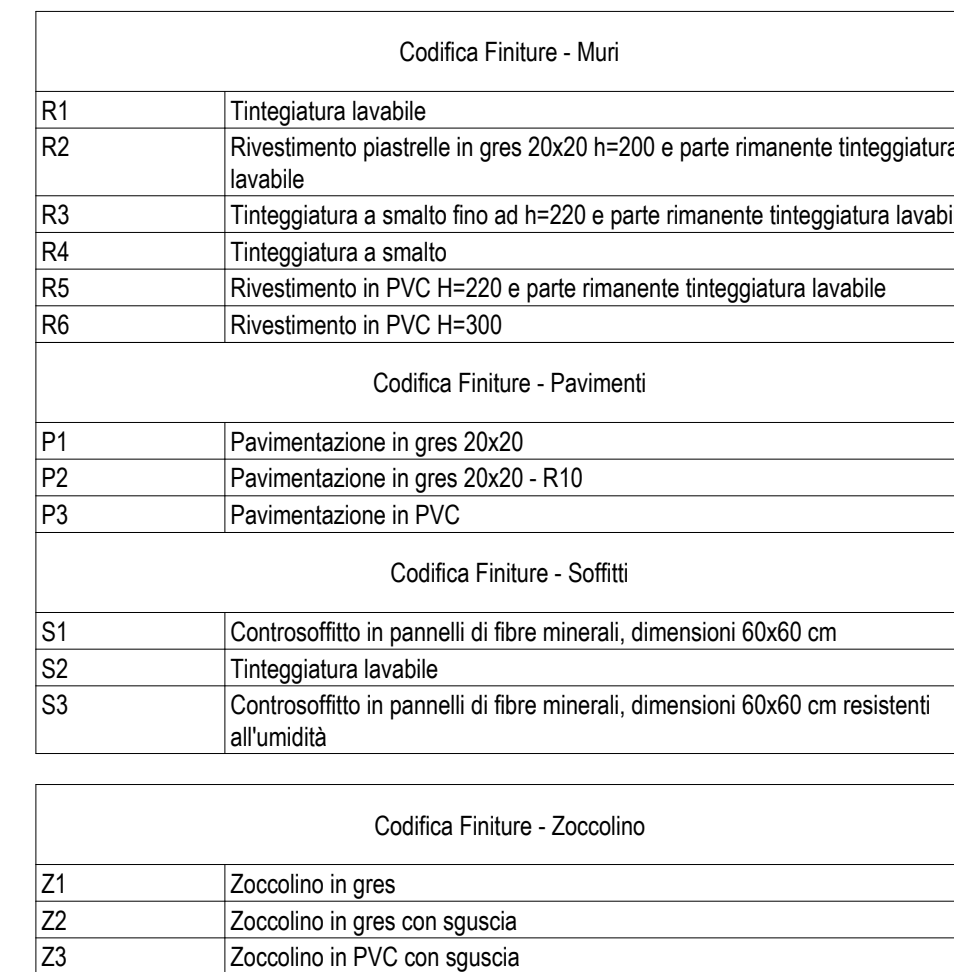 Codifica Finiture - Muri
R1 Tintegiatura lavabile
R2 Rivestimento piastrelle in gres 20x20 h=200 e parte rimanente tinteggiatura
lavabile
R3 Tinteggiatura a smalto fino ad h=220 e parte rimanente tinteggiatura lavabi
R4 Tinteggiatura a smalto
R5 Rivestimento in PVC H=220 e parte rimanente tinteggiatura lavabile
R6 Rivestimento in PVC H=300
Codifica Finiture - Pavimenti
P1 Pavimentazione in gres 20x20
P2 Pavimentazione in gres 20x20 - R10
P3 Pavimentazione in PVC
Codifica Finiture - Soffitti
S1 Controsoffitto in pannelli di fibre minerali, dimensioni 60x60 cm
S2 Tinteggiatura lavabile
S3 Controsoffitto in pannelli di fibre minerali, dimensioni 60x60 cm resistenti
all'umidità
Codifica Finiture - Zoccolino
Z1 Zoccolino in gres
Z2 Zoccolino in gres con sguscia
Z3 Zoccolino in PVC con sguscia